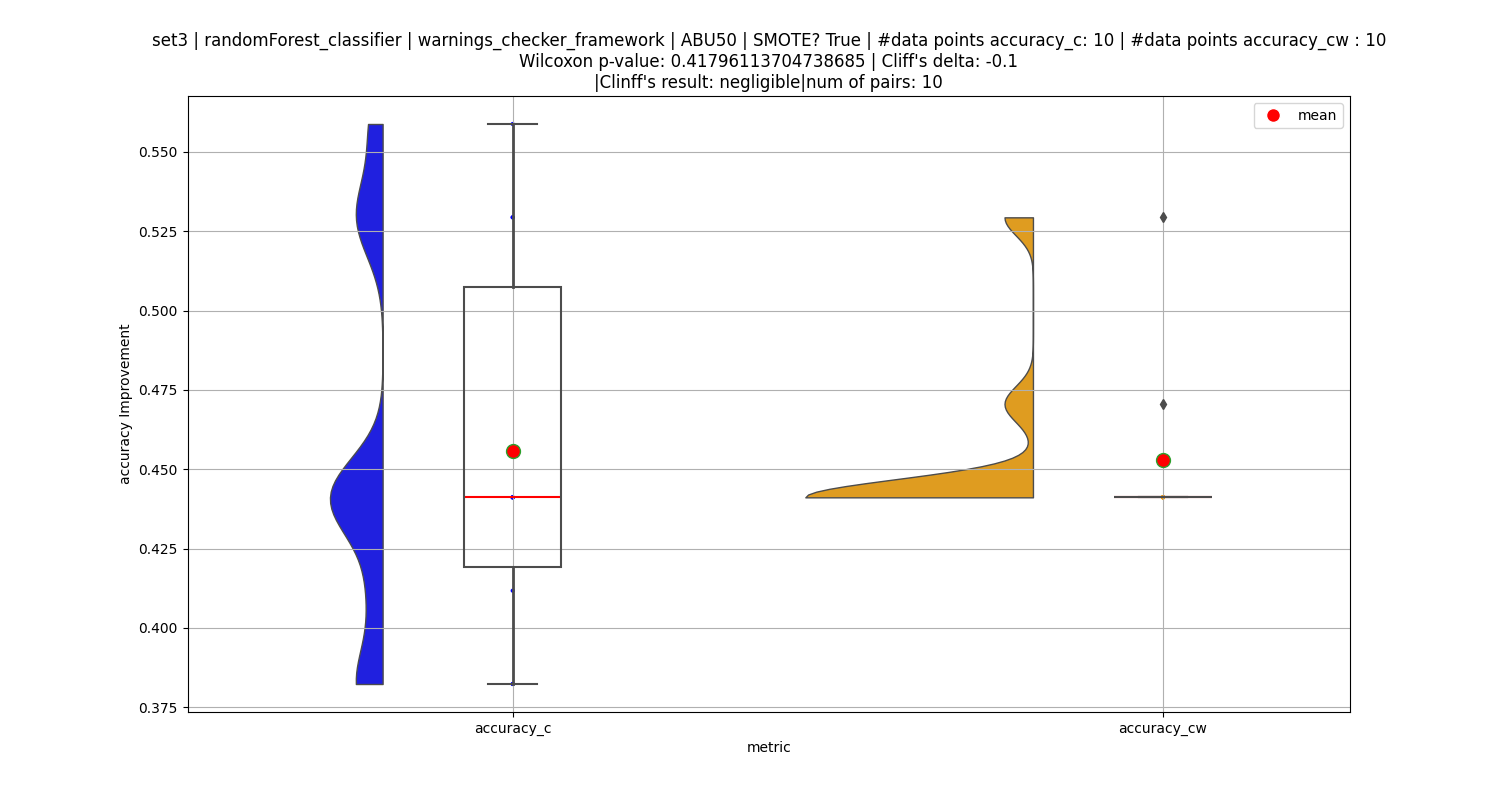 set3 | randomForest_classifier | warnings_checker_framework | ABU50 | SMOTE? True | #data points accuracy_c: 10 | #data points accuracy_cw : 10
Wilcoxon p-value: 0.41796113704738685 | Cliff's delta: -0.1
|Clinff's result: negligible|num of pairs: 10
mean
0.550
0.525
0.500
0.475
0.450
0.425
0.400
0.375
accuracy Improvement
accuracy_c
accuracy_cw
metric